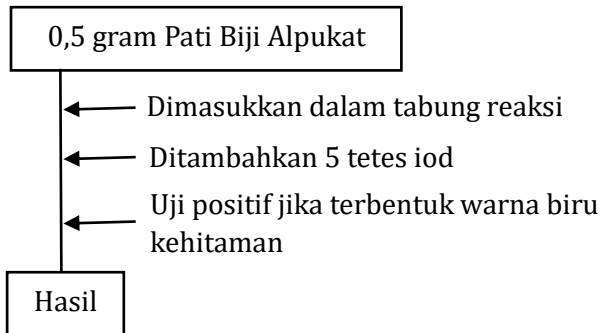 0,5 gram Pati Biji Alpukat
Dimasukkan dalam tabung reaksi
Ditambahkan 5 tetes iod
Uji positif jika terbentuk warna biru
kehitaman
Hasil